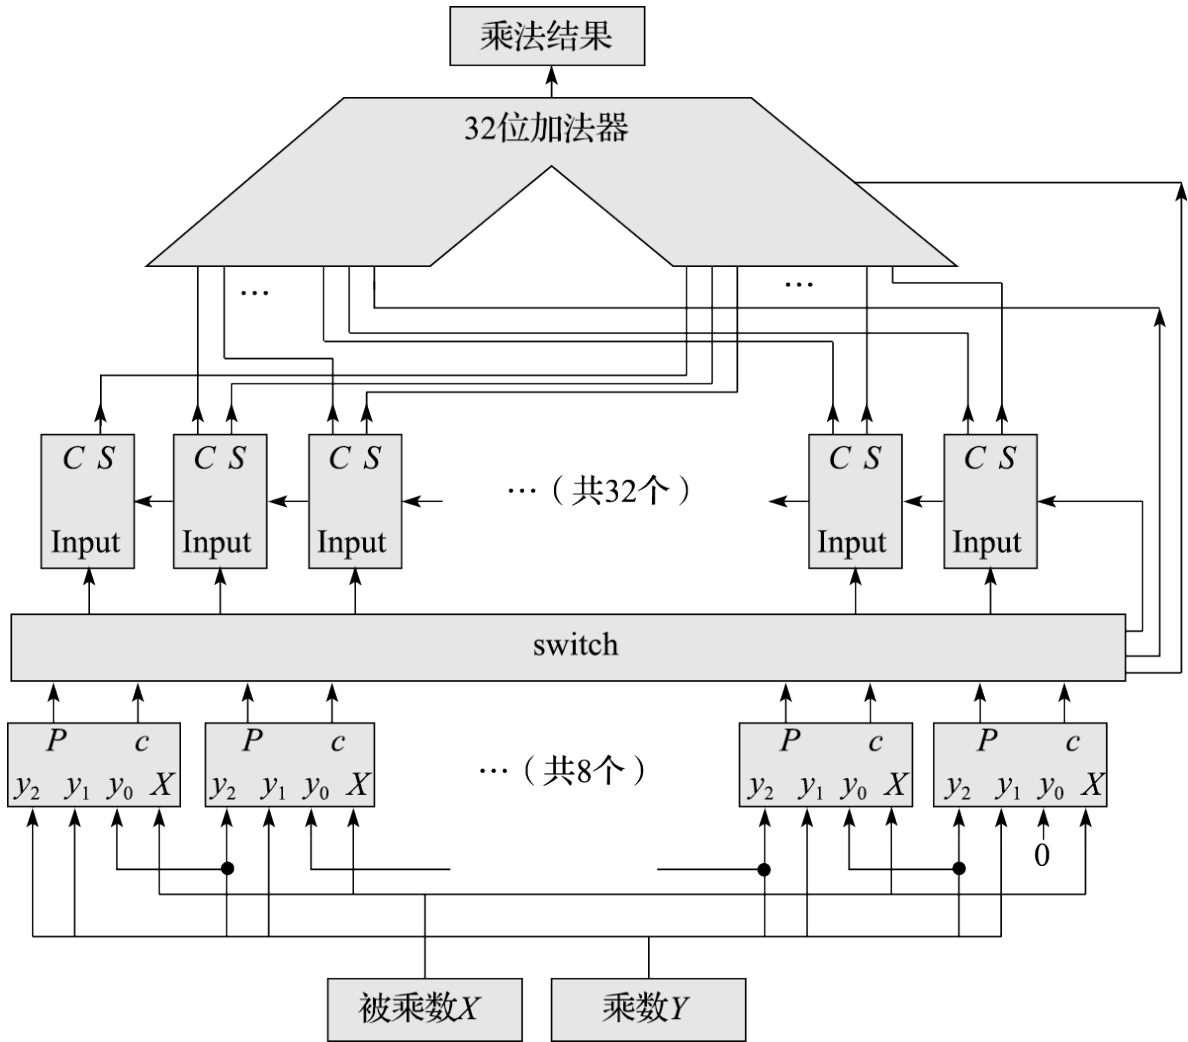 乘法结果
32位加法器
… …
C S C S C S …（共32个） C S C S
Input Input Input Input Input
switch
P c P c P c P c
…（共8个）
y₂ y₁ y₀ X y₂ y₁ y₀ X y₂ y₁ y₀ X y₂ y₁ y₀ X
0
被乘数X 乘数Y